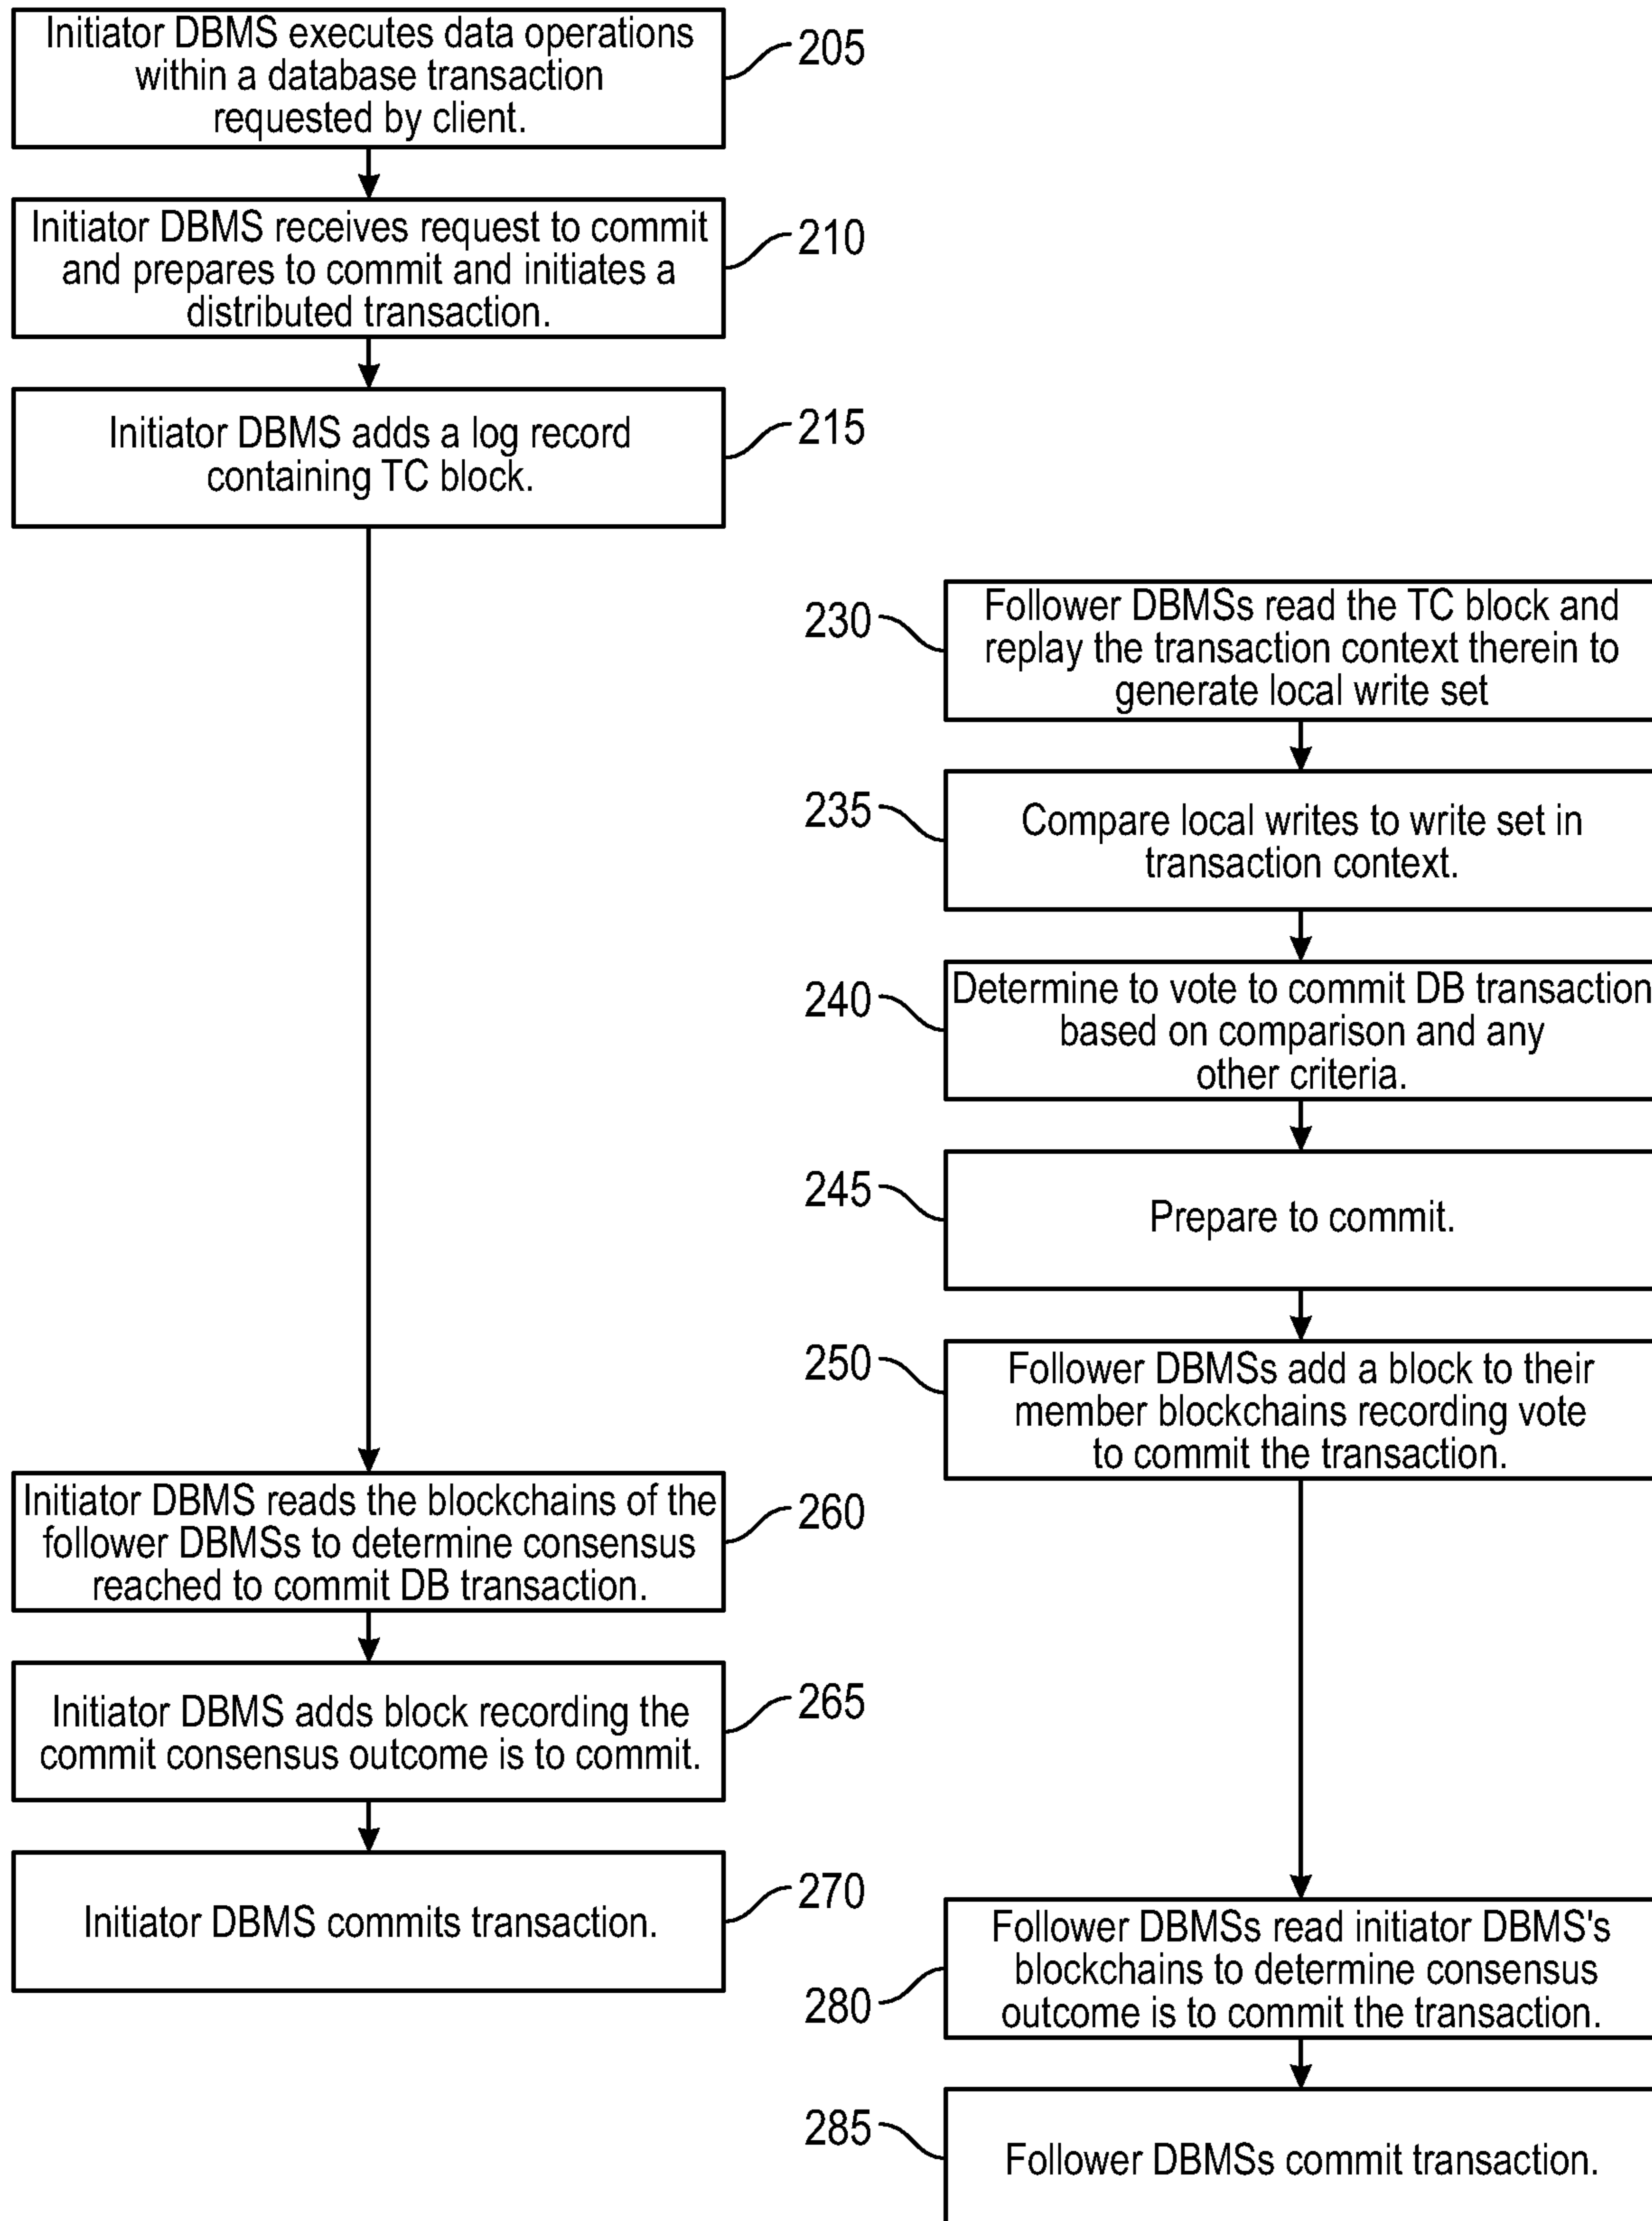 Initiator DBMS executes data operations
within a database transaction
requested by client.
205
Initiator DBMS receives request to commit
and prepares to commit and initiates a
distributed transaction.
210
Initiator DBMS adds a log record
containing TC block.
215
230
Follower DBMSs read the TC block and
replay the transaction context therein to
generate local write set
235
Compare local writes to write set in
transaction context.
240
Determine to vote to commit DB transaction
based on comparison and any
other criteria.
245
Prepare to commit.
250
Follower DBMSs add a block to their
member blockchains recording vote
to commit the transaction.
Initiator DBMS reads the blockchains of the
follower DBMSs to determine consensus
reached to commit DB transaction.
260
Initiator DBMS adds block recording the
commit consensus outcome is to commit.
265
Initiator DBMS commits transaction.
270
280
Follower DBMSs read initiator DBMS's
blockchains to determine consensus
outcome is to commit the transaction.
285
Follower DBMSs commit transaction.